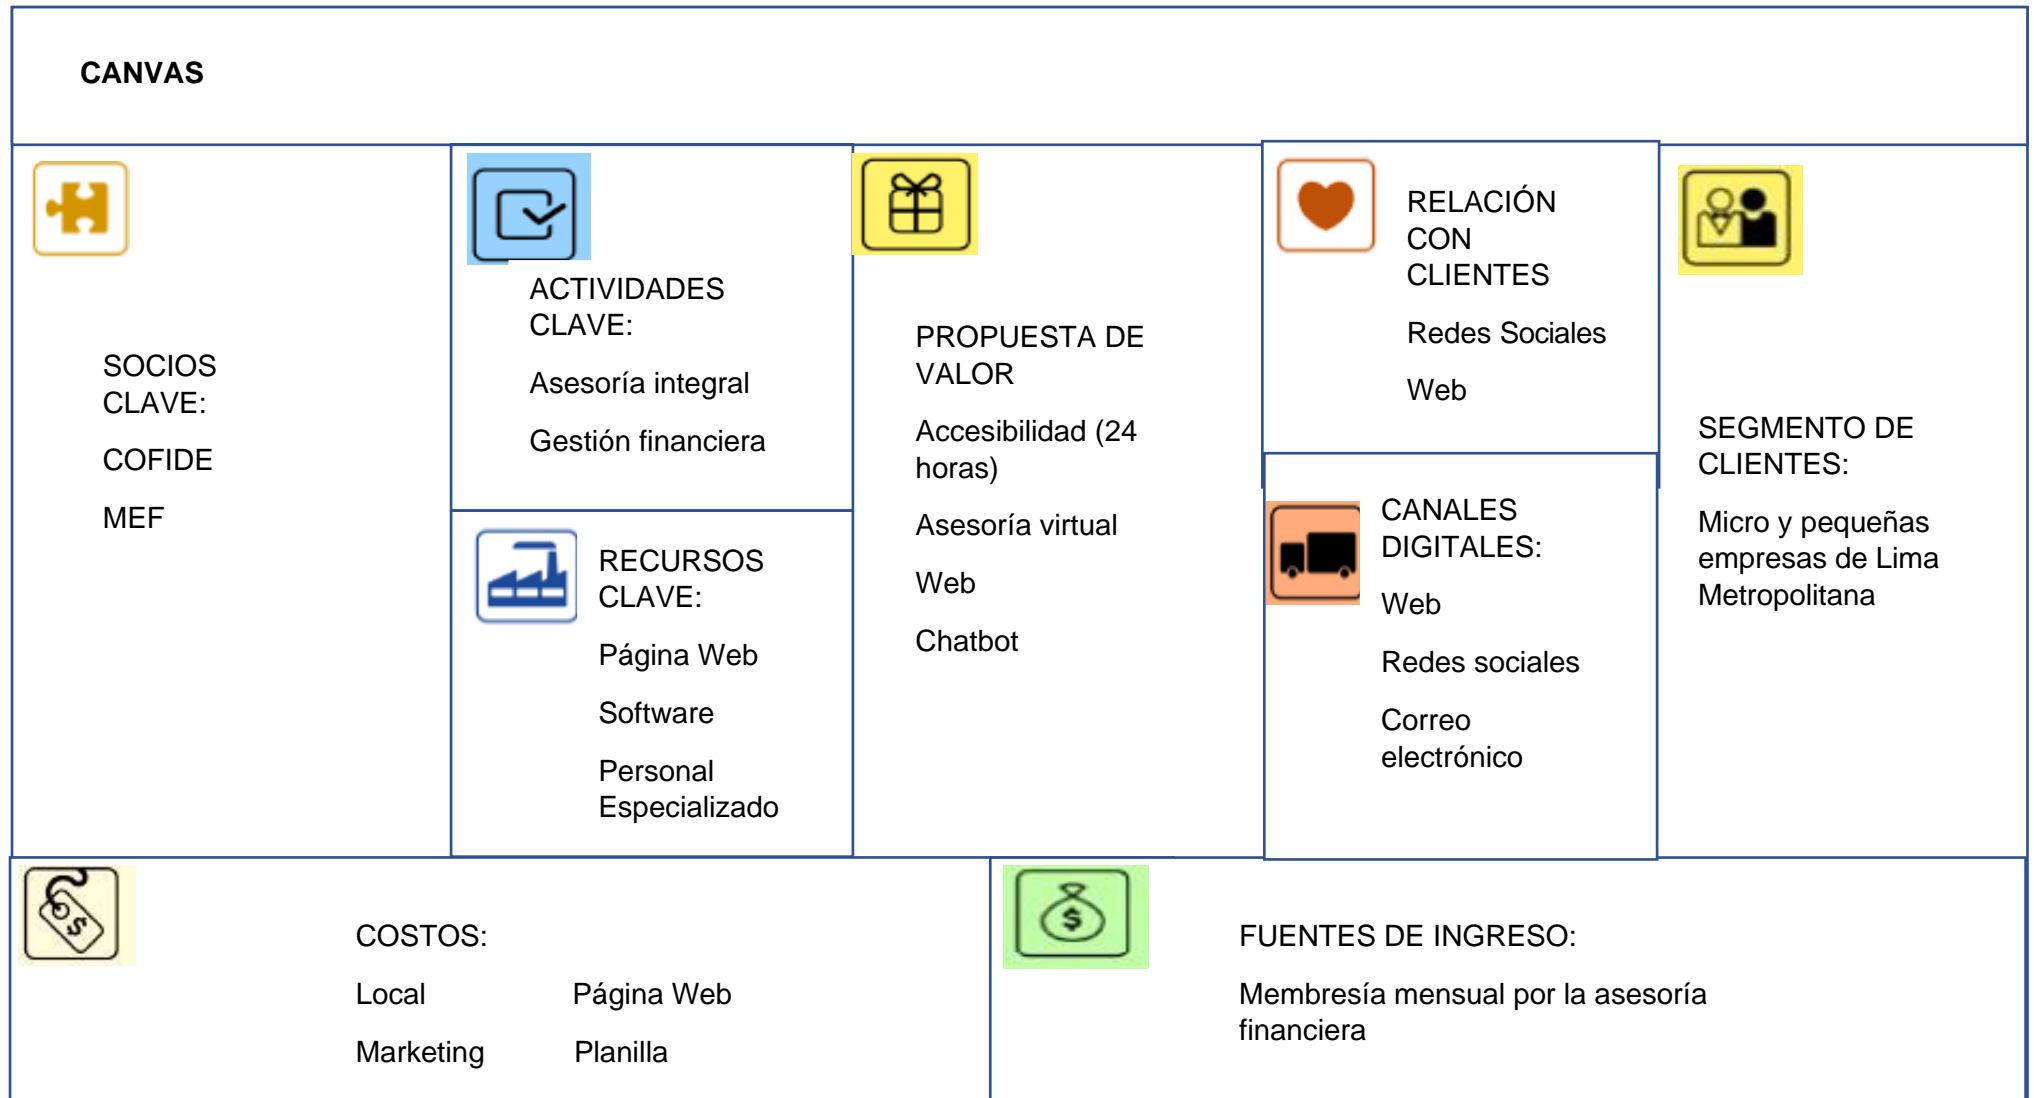 CANVAS
SOCIOS
CLAVE:
COFIDE
MEF
ACTIVIDADES
CLAVE:
Asesoría integral
Gestión financiera
RECURSOS
CLAVE:
Página Web
Software
Personal
Especializado
PROPUESTA DE
VALOR
Accesibilidad (24
horas)
Asesoría virtual
Web
Chatbot
RELACIÓN
CON
CLIENTES
Redes Sociales
Web
CANALES
DIGITALES:
Web
Redes sociales
Correo
electrónico
SEGMENTO DE
CLIENTES:
Micro y pequeñas
empresas de Lima
Metropolitana
$
COSTOS:
Local Página Web
Marketing Planilla
$
FUENTES DE INGRESO:
Membresía mensual por la asesoría
financiera